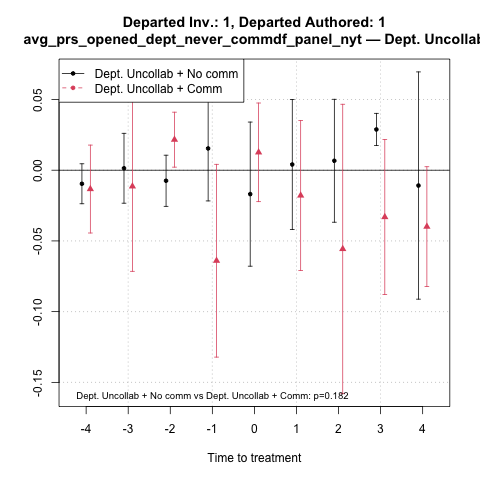 Departed Inv.: 1, Departed Authored: 1
avg_prs_opened_dept_never_commdf_panel_nyt — Dept. Uncollab
Dept. Uncollab + No comm
Dept. Uncollab + Comm
0.05
0.00
-0.05
-0.10
-0.15
Dept. Uncollab + No comm vs Dept. Uncollab + Comm: p=0.182
-4 -3 -2 -1 0 1 2 3 4
Time to treatment